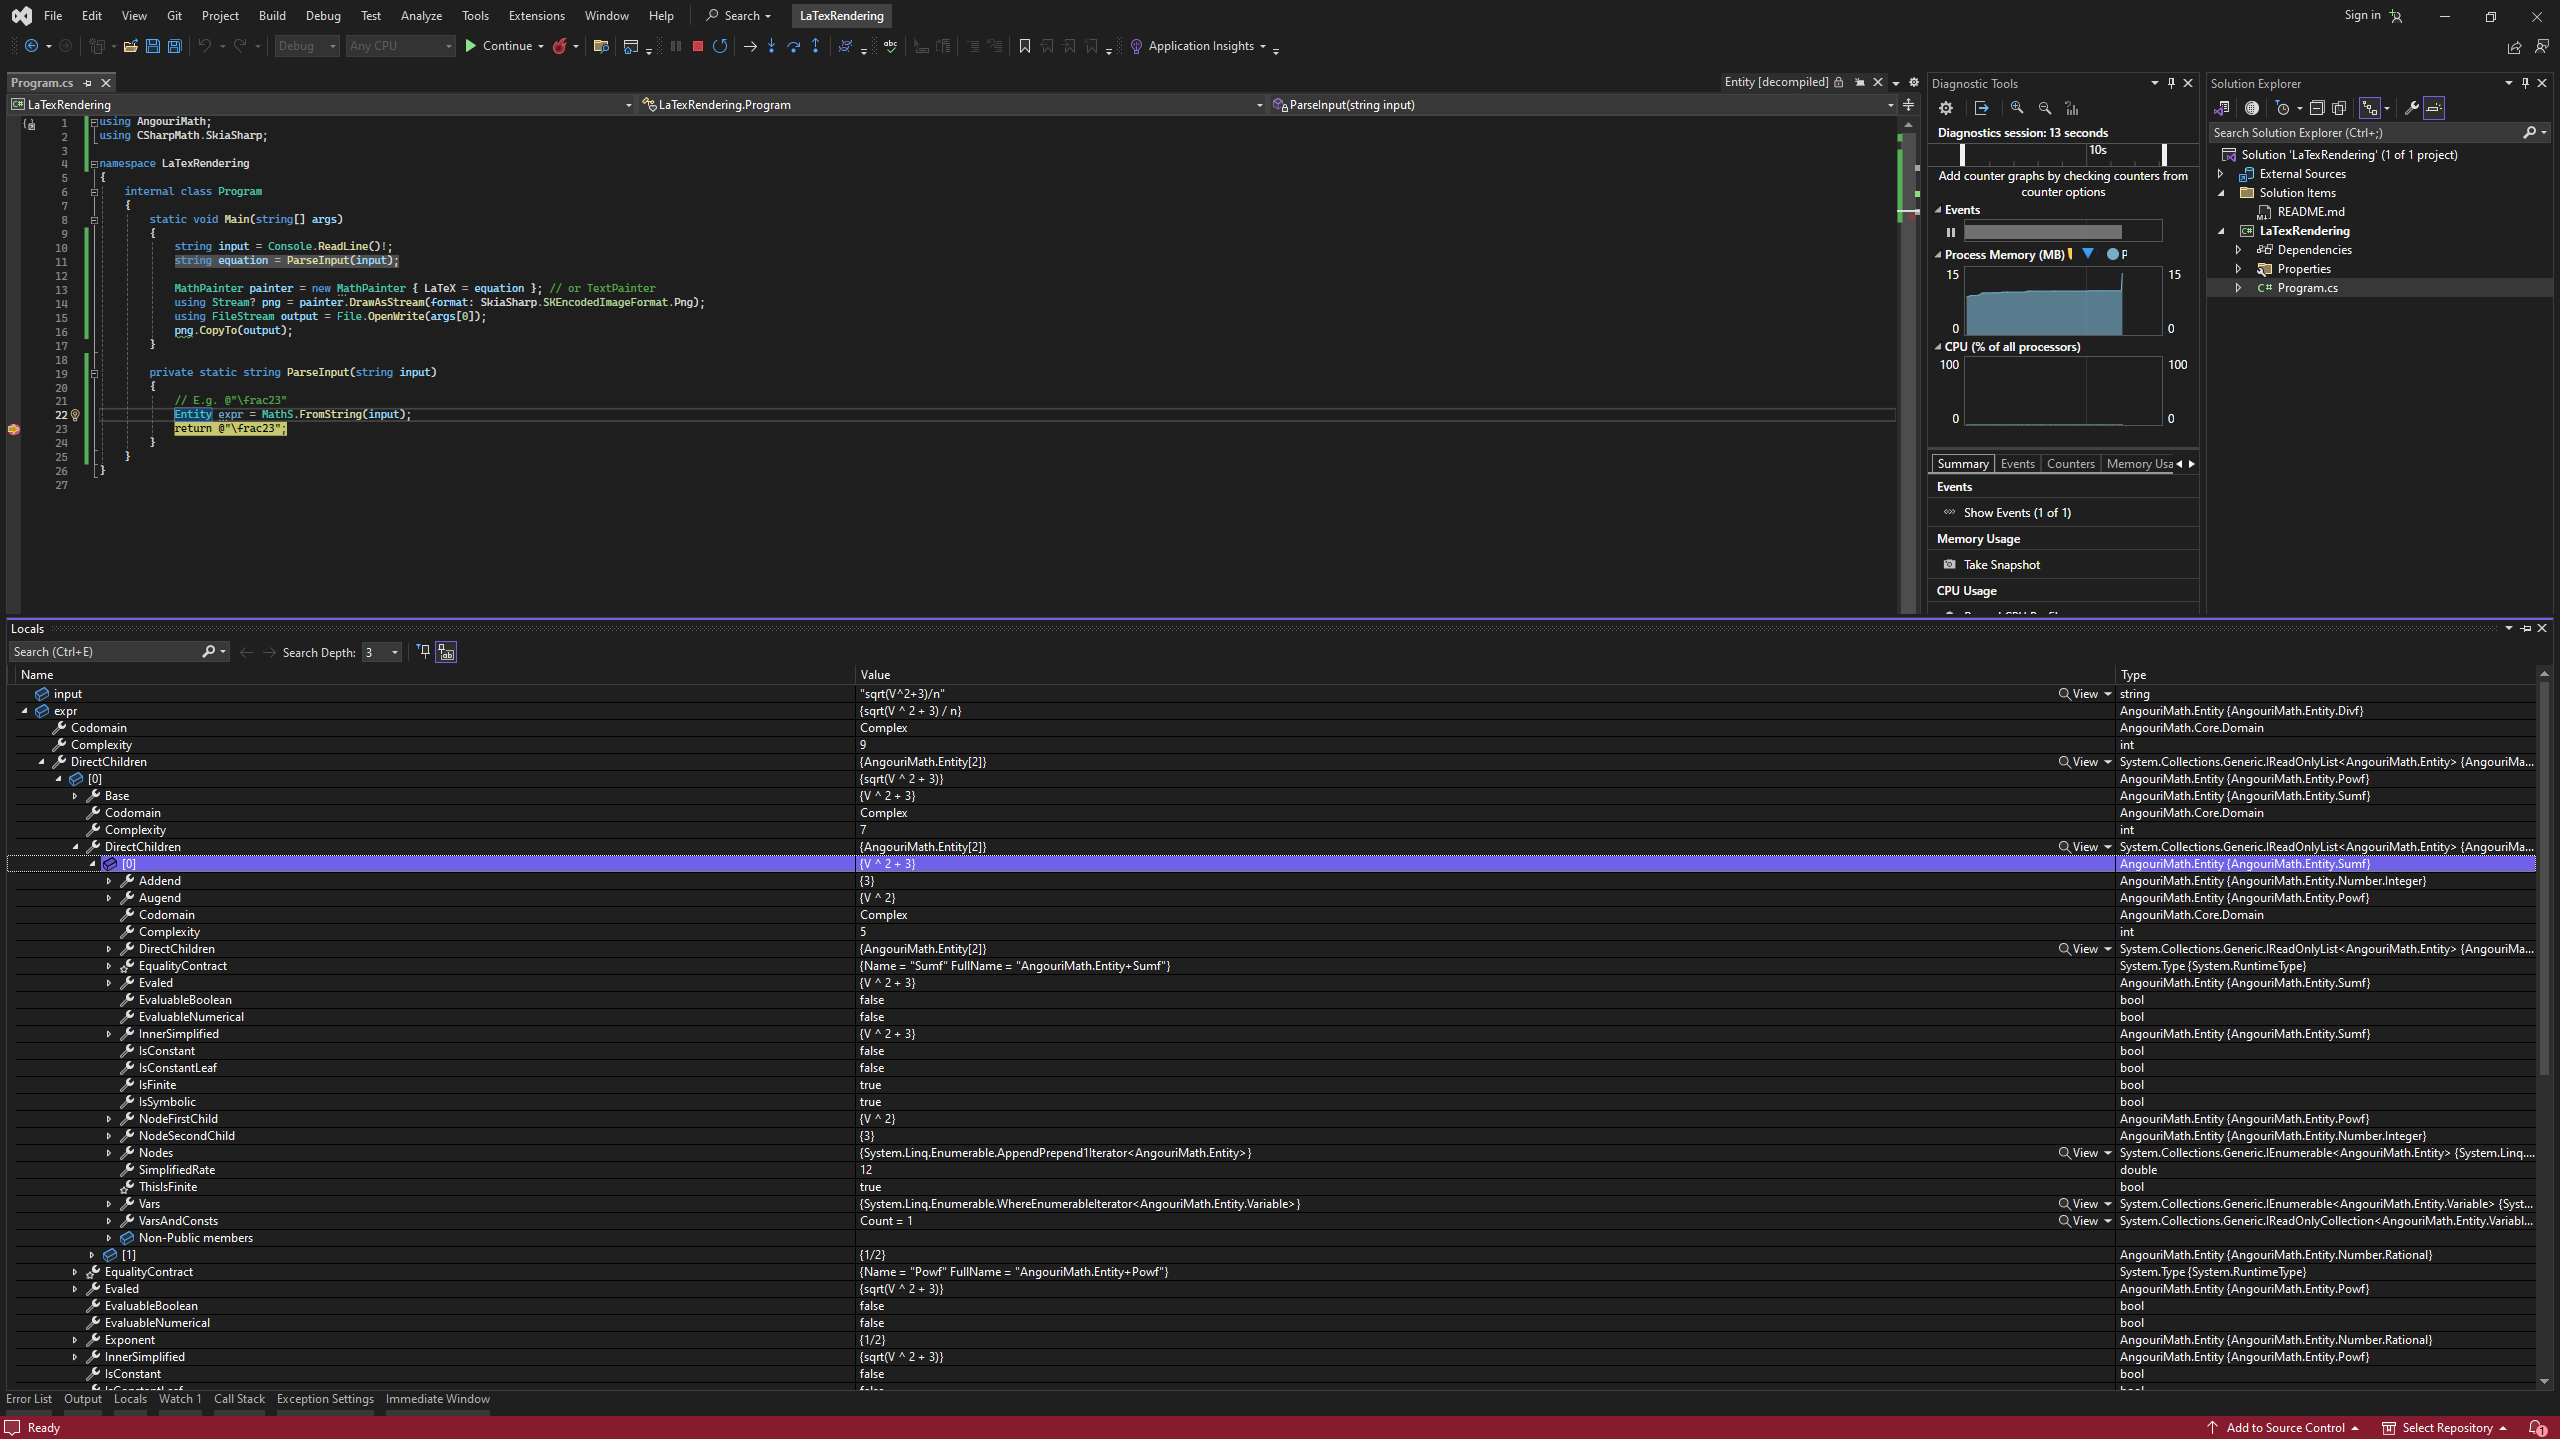 File Edit View Git Project Build Debug Test Analyze Tools Extensions Window Help Search LaTexRendering Sign in
Debug Any CPU Continue Application Insights
Program.cs Entity [decompiled]
LaTexRendering LaTexRendering.Program ParseInput(string input)
1 using AngouriMath;
2 using CSharpMath.SkiaSharp;
3
4 namespace LaTexRendering
5 {
6 internal class Program
7 {
8 static void Main(string[] args)
9 {
10 string input = Console.ReadLine()!;
11 string equation = ParseInput(input);
12
13 MathPainter painter = new MathPainter { LaTeX = equation }; // or TextPainter
14 using Stream? png = painter.DrawAsStream(format: SkiaSharp.SKEncodedImageFormat.Png);
15 using FileStream output = File.OpenWrite(args[0]);
16 png.CopyTo(output);
17 }
18
19 private static string ParseInput(string input)
20 {
21 // E.g. @"\frac23"
22 Entity expr = MathS.FromString(input);
23 return @"\frac23";
24 }
25 }
26 }
27
Diagnostic Tools
Diagnostics session: 13 seconds
10s
Add counter graphs by checking counters from
counter options
Events
Process Memory (MB)
15 15
0 0
CPU (% of all processors)
100 100
0 0
Summary Events Counters Memory Usa
Events
Show Events (1 of 1)
Memory Usage
Take Snapshot
CPU Usage
Solution Explorer
Search Solution Explorer (Ctrl+;)
Solution 'LaTexRendering' (1 of 1 project)
External Sources
Solution Items
README.md
LaTexRendering
Dependencies
Properties
C# Program.cs
Locals
Search (Ctrl+E) Search Depth: 3
Name Value Type
input "sqrt(V^2+3)/n" View string
expr {sqrt(V ^ 2 + 3) / n} AngouriMath.Entity {AngouriMath.Entity.Divf}
Codomain Complex AngouriMath.Core.Domain
Complexity 9 int
DirectChildren {AngouriMath.Entity[2]} View System.Collections.Generic.IReadOnlyList<AngouriMath.Entity> {AngouriMa...
[0] {sqrt(V ^ 2 + 3)} AngouriMath.Entity {AngouriMath.Entity.Powf}
Base {V ^ 2 + 3} AngouriMath.Entity {AngouriMath.Entity.Sumf}
Codomain Complex AngouriMath.Core.Domain
Complexity 7 int
DirectChildren {AngouriMath.Entity[2]} View System.Collections.Generic.IReadOnlyList<AngouriMath.Entity> {AngouriMa...
[0] {V ^ 2 + 3} AngouriMath.Entity {AngouriMath.Entity.Sumf}
Addend {3} AngouriMath.Entity {AngouriMath.Entity.Number.Integer}
Augend {V ^ 2} AngouriMath.Entity {AngouriMath.Entity.Powf}
Codomain Complex AngouriMath.Core.Domain
Complexity 5 int
DirectChildren {AngouriMath.Entity[2]} View System.Collections.Generic.IReadOnlyList<AngouriMath.Entity> {AngouriMa...
EqualityContract {Name = "Sumf" FullName = "AngouriMath.Entity+Sumf"} System.Type {System.RuntimeType}
Evaled {V ^ 2 + 3} AngouriMath.Entity {AngouriMath.Entity.Sumf}
EvaluableBoolean false bool
EvaluableNumerical false bool
InnerSimplified {V ^ 2 + 3} AngouriMath.Entity {AngouriMath.Entity.Sumf}
IsConstant false bool
IsConstantLeaf false bool
IsFinite true bool
IsSymbolic true bool
NodeFirstChild {V ^ 2} AngouriMath.Entity {AngouriMath.Entity.Powf}
NodeSecondChild {3} AngouriMath.Entity {AngouriMath.Entity.Number.Integer}
Nodes {System.Linq.Enumerable.AppendPrepend1Iterator<AngouriMath.Entity>} View System.Collections.Generic.IEnumerable<AngouriMath.Entity> {System.Linq....
SimplifiedRate 12 double
ThisIsFinite true bool
Vars {System.Linq.Enumerable.WhereEnumerableIterator<AngouriMath.Entity.Variable>} View System.Collections.Generic.IEnumerable<AngouriMath.Entity.Variable> {Syst...
VarsAndConsts Count = 1 View System.Collections.Generic.IReadOnlyCollection<AngouriMath.Entity.Variabl...
Non-Public members
[1] {1/2} AngouriMath.Entity {AngouriMath.Entity.Number.Rational}
EqualityContract {Name = "Powf" FullName = "AngouriMath.Entity+Powf"} System.Type {System.RuntimeType}
Evaled {sqrt(V ^ 2 + 3)} AngouriMath.Entity {AngouriMath.Entity.Powf}
EvaluableBoolean false bool
EvaluableNumerical false bool
Exponent {1/2} AngouriMath.Entity {AngouriMath.Entity.Number.Rational}
InnerSimplified {sqrt(V ^ 2 + 3)} AngouriMath.Entity {AngouriMath.Entity.Powf}
IsConstant false bool
Error List Output Locals Watch 1 Call Stack Exception Settings Immediate Window
Ready Add to Source Control Select Repository 1